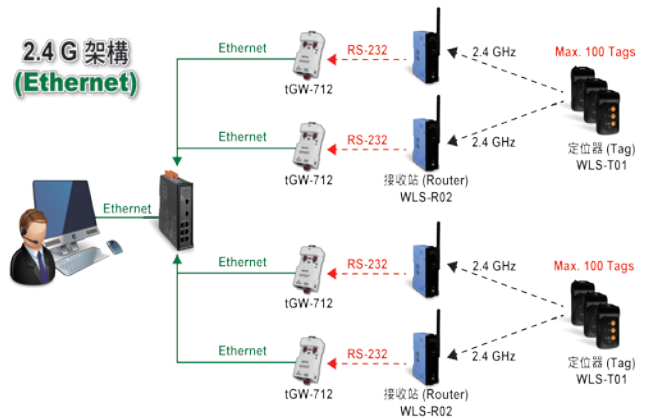 2.4 G 架構
(Ethernet)
Ethernet
RS-232
2.4 GHz
Max. 100 Tags
tGW-712
Ethernet
RS-232
2.4 GHz
定位器 (Tag)
WLS-T01
tGW-712
接收站 (Router)
WLS-R02
Ethernet
Ethernet
RS-232
2.4 GHz
Max. 100 Tags
tGW-712
Ethernet
RS-232
2.4 GHz
定位器 (Tag)
WLS-T01
tGW-712
接收站 (Router)
WLS-R02